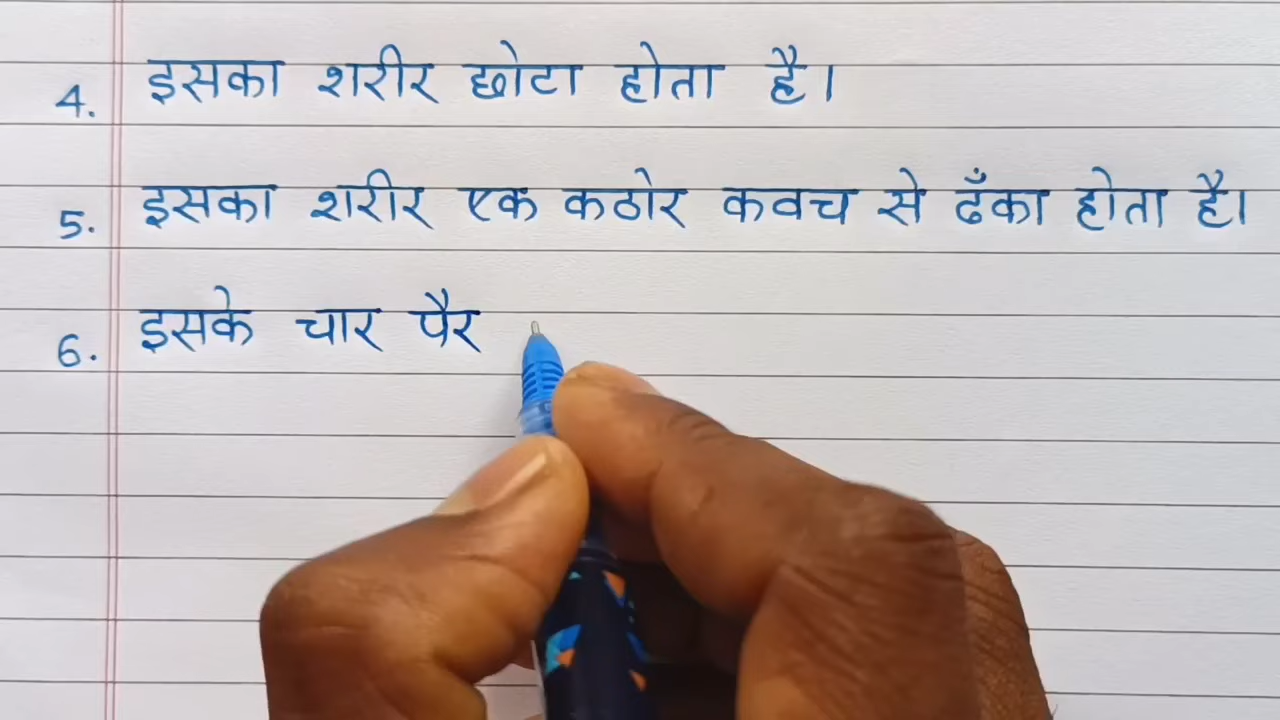 4. इसका शरीर छोटा होता है।
5. इसका शरीर एक कठोर कवच से ढँका होता है।
6. इसके चार पैर